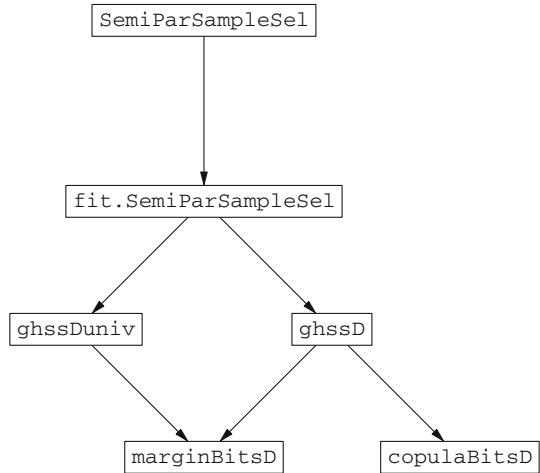 SemiParSampleSel
fit.SemiParSampleSel
ghssDuniv
ghssD
marginBitsD
copulaBitsD